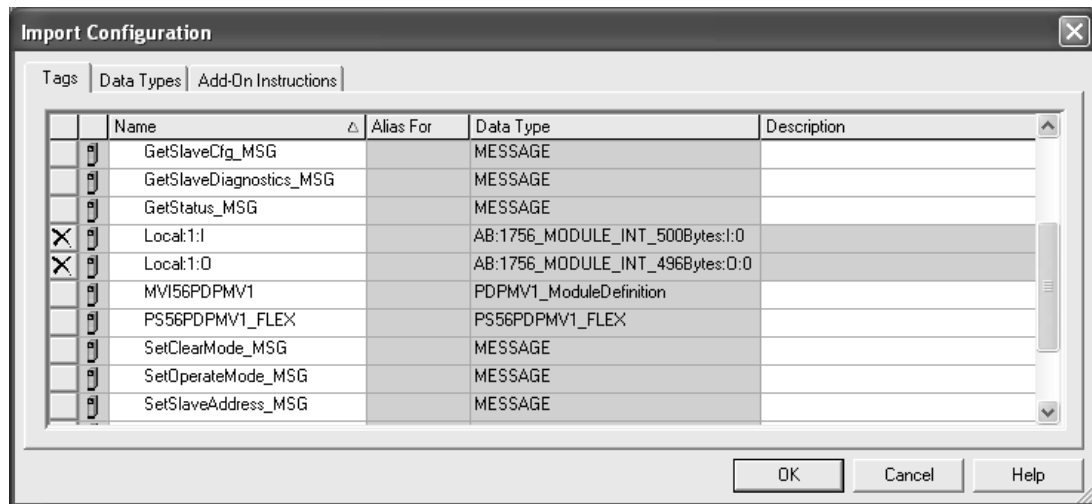 Import Configuration
Tags Data Types Add-On Instructions
Name Alias For Data Type Description
GetSlaveCfg_MSG MESSAGE
GetSlaveDiagnostics_MSG MESSAGE
GetStatus_MSG MESSAGE
Local:1:I AB:1756_MODULE_INT_500Bytes:I:0
Local:1:O AB:1756_MODULE_INT_496Bytes:O:0
MVI56PDPMV1 PDPMV1_ModuleDefinition
PS56PDPMV1_FLEX PS56PDPMV1_FLEX
SetClearMode_MSG MESSAGE
SetOperateMode_MSG MESSAGE
SetSlaveAddress_MSG MESSAGE
OK Cancel Help